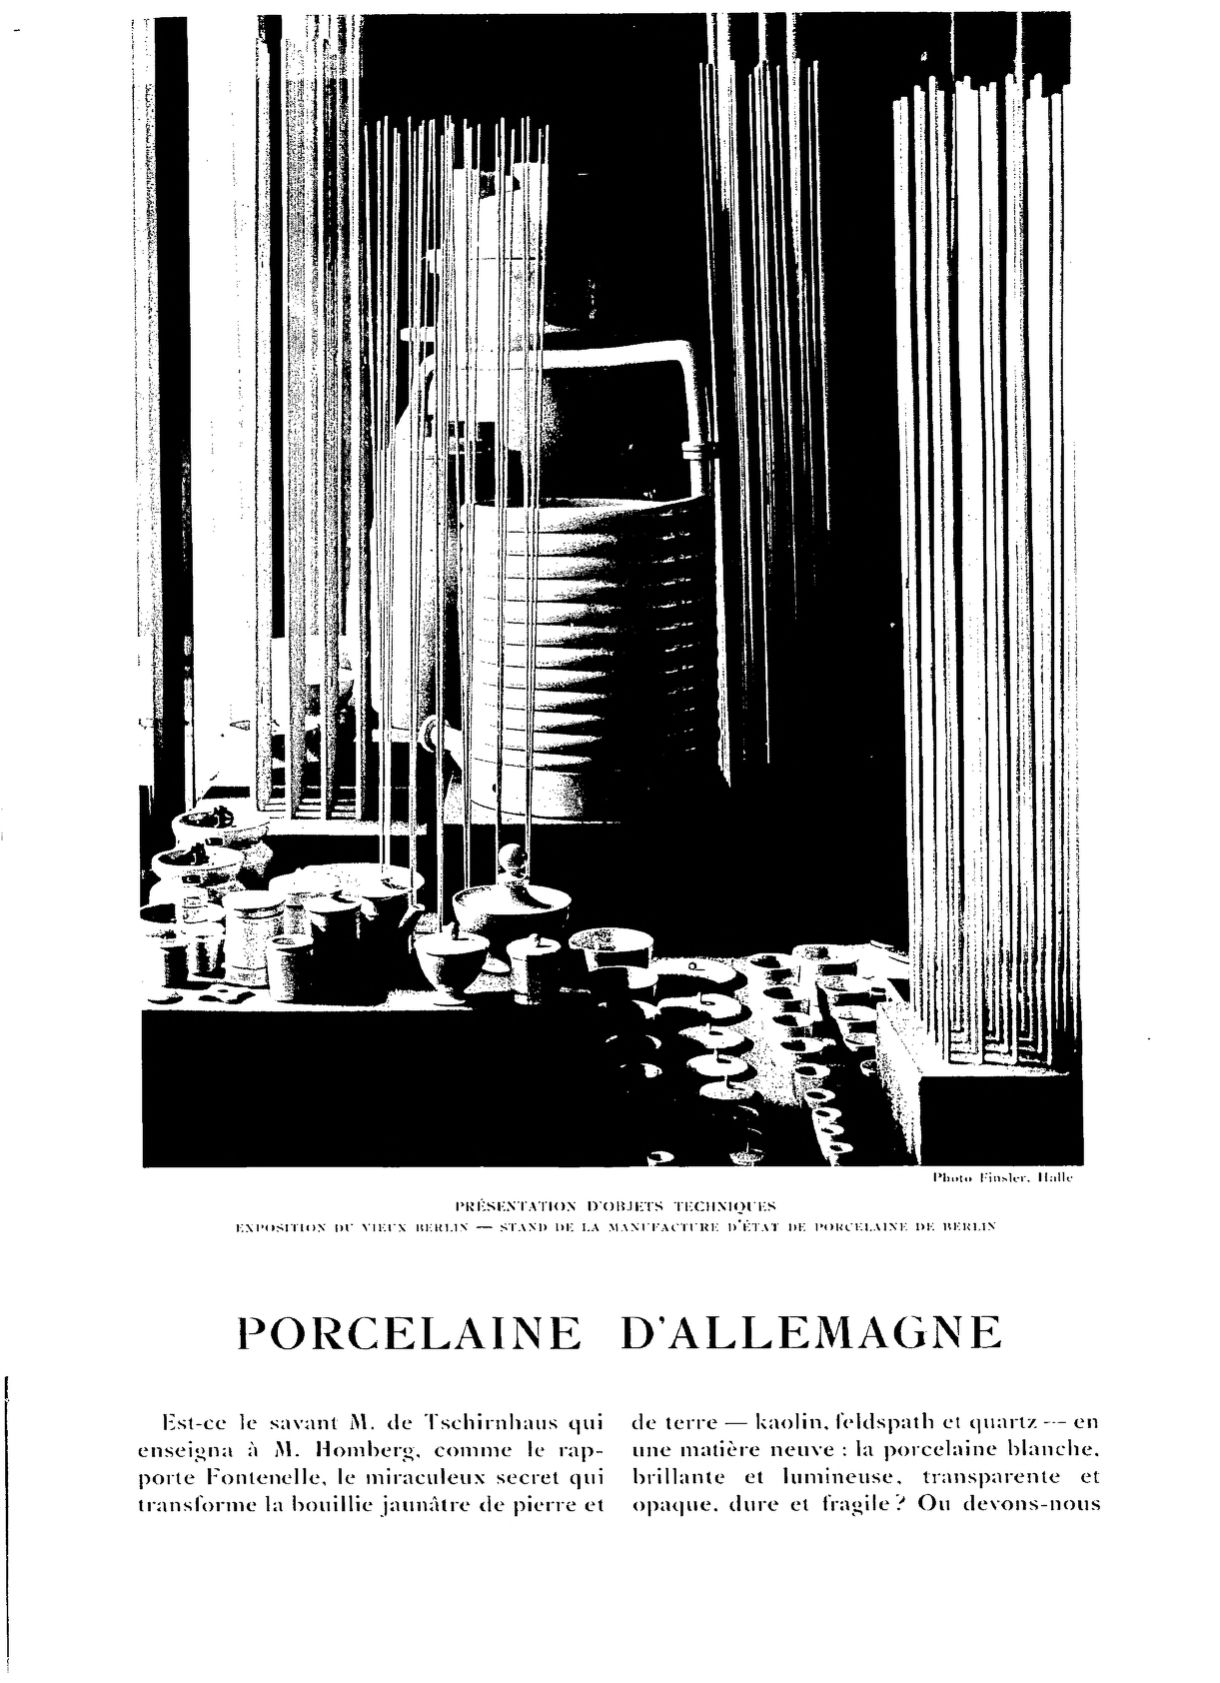 Photo Finsler, Halle
PRÉSENTATION D'OBJETS TECHNIQUES
EXPOSITION DU VIEUX BERLIN — STAND DE LA MANUFACTURE D'ÉTAT DE PORCELAINE DE BERLIN
PORCELAINE D'ALLEMAGNE
Est-ce le savant M. de Tschirnhaus qui
enseigna à M. Homberg, comme le rap-
porte Fontenelle, le miraculeux secret qui
transforme la bouillie jaunâtre de pierre et
de terre — kaolin, feldspath et quartz — en
une matière neuve : la porcelaine blanche,
brillante et lumineuse, transparente et
opaque, dure et fragile ? Ou devons-nous